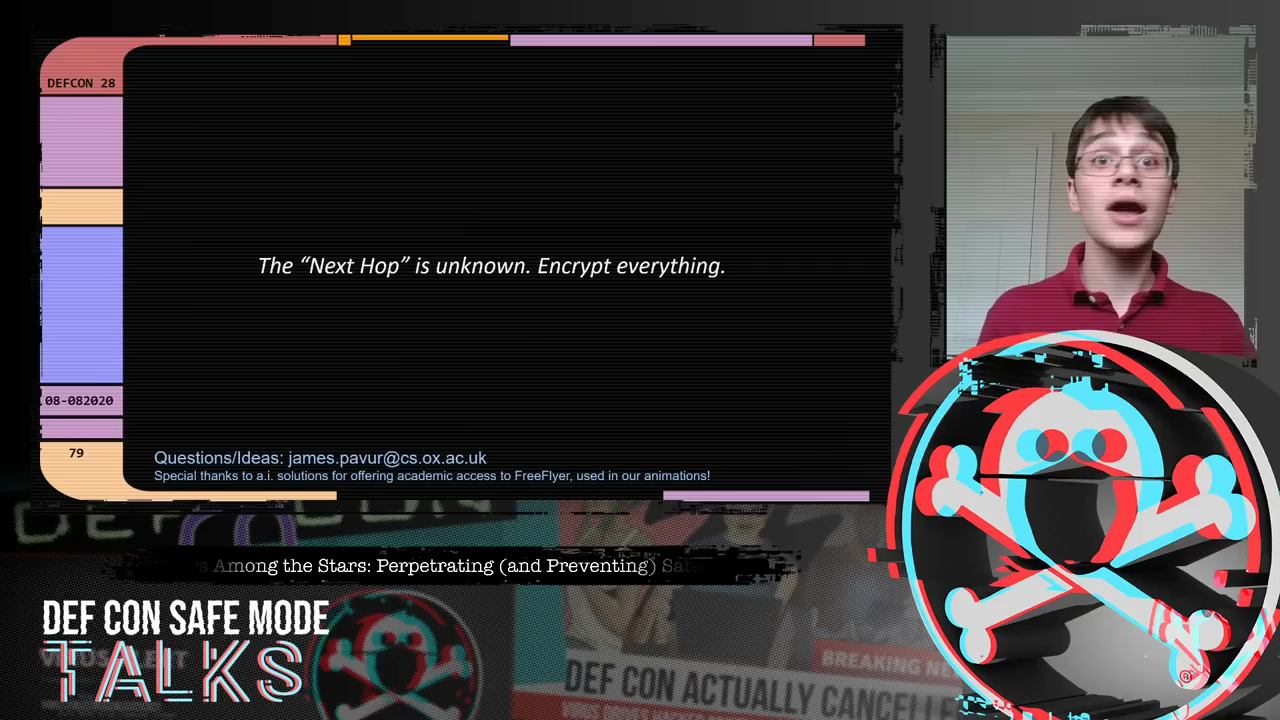 DEFCON 28
The “Next Hop” is unknown. Encrypt everything.
08-082020
79
Questions/Ideas: james.pavur@cs.ox.ac.uk
Special thanks to a.i. solutions for offering academic access to FreeFlyer, used in our animations!
DEF CON
Among the Stars: Perpetrating (and Preventing)
DEF CON SAFE MODE
TALKS
BREAKING
DEF CON ACTUALLY
®